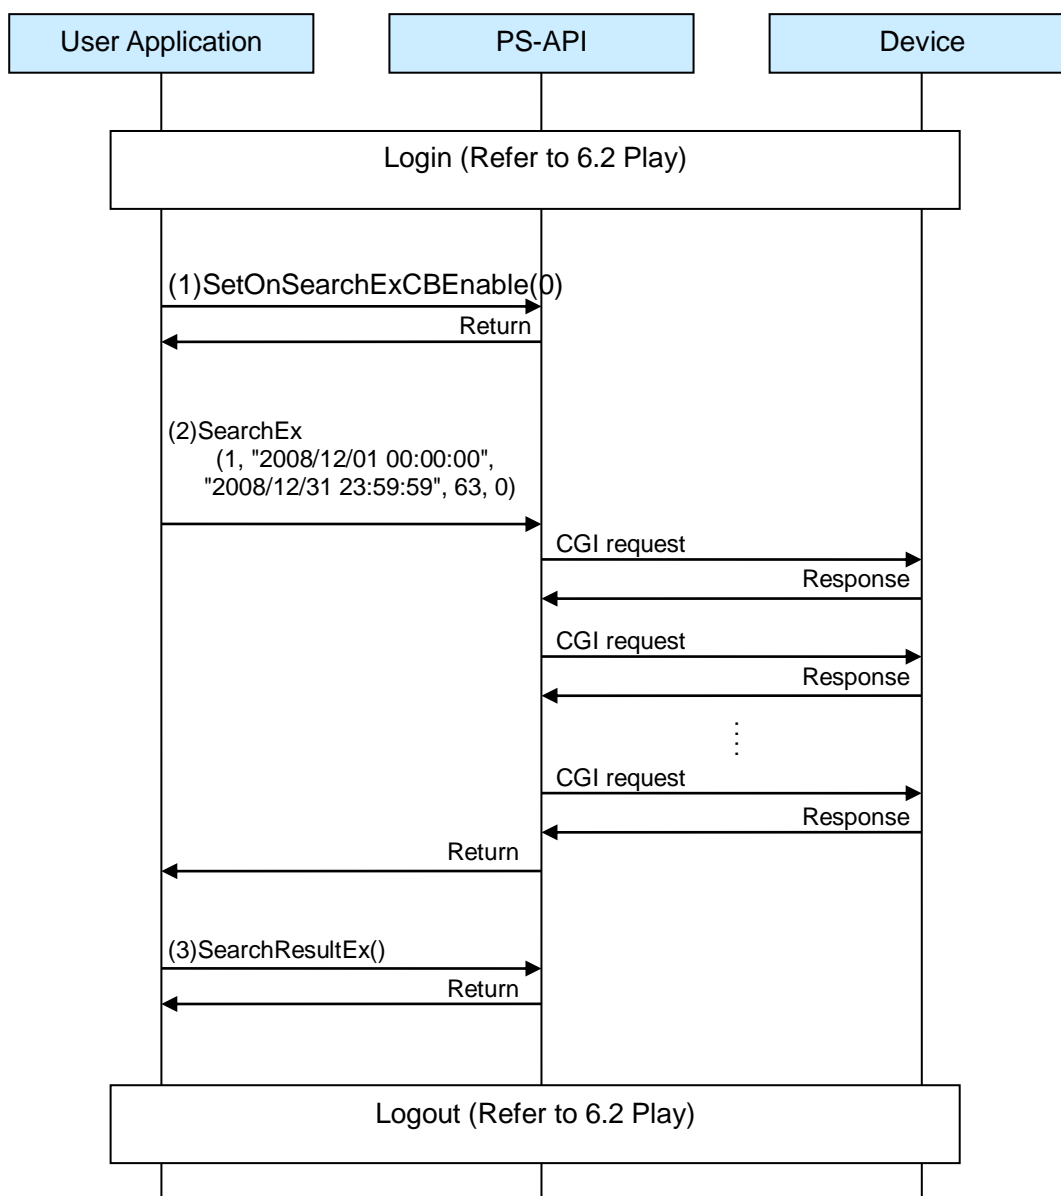 User Application
PS-API
Device
Login (Refer to 6.2 Play)
(1)SetOnSearchExCBEnable(0)
Return
(2)SearchEx
(1, "2008/12/01 00:00:00",
"2008/12/31 23:59:59", 63, 0)
CGI request
Response
CGI request
Response
CGI request
Response
Return
(3)SearchResultEx()
Return
Logout (Refer to 6.2 Play)